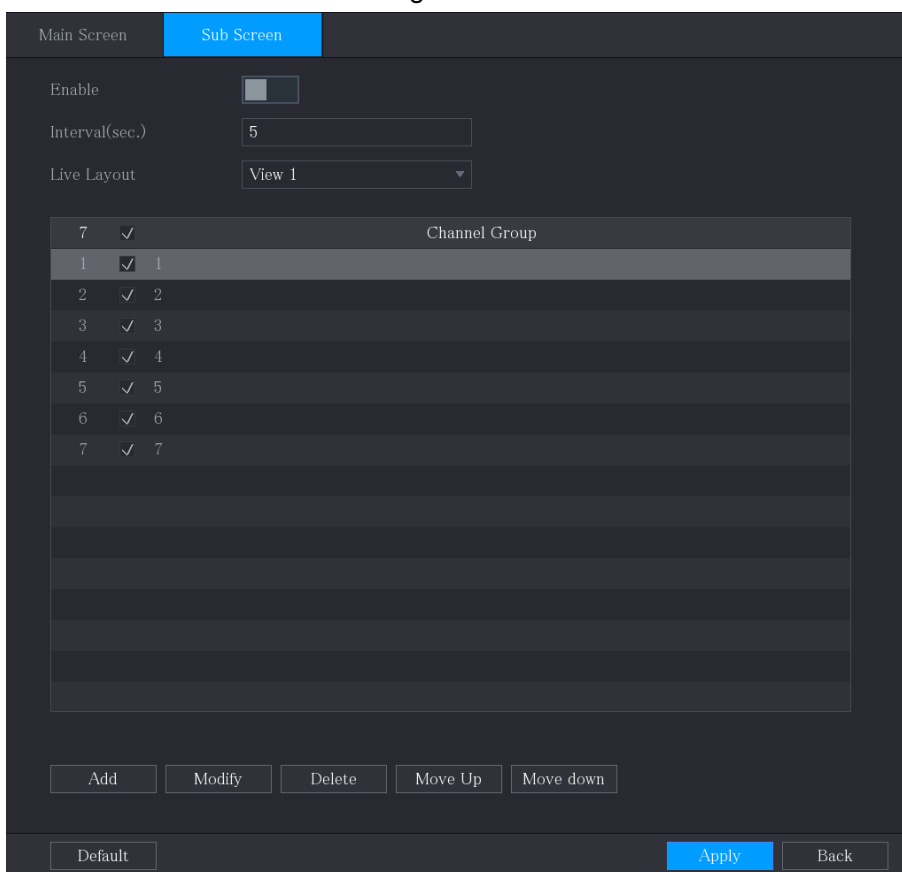 Main Screen Sub Screen
Enable
Interval(sec.) 5
Live Layout View 1
7 Channel Group
1 1
2 2
3 3
4 4
5 5
6 6
7 7
Add Modify Delete Move Up Move down
Default Apply Back